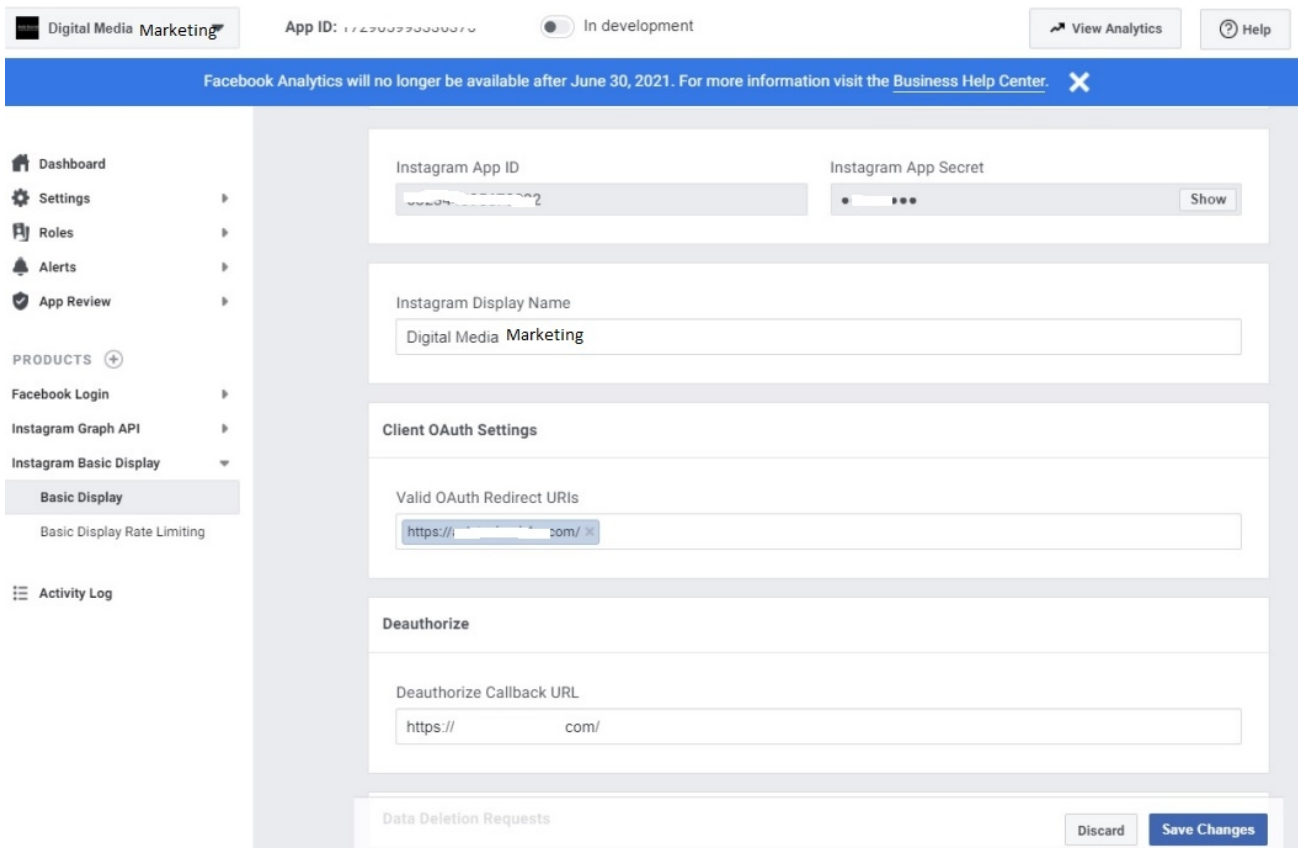 Digital Media Marketing
App ID:
In development
View Analytics
Help
Facebook Analytics will no longer be available after June 30, 2021. For more information visit the Business Help Center.
Dashboard
Settings
Roles
Alerts
App Review
PRODUCTS
Facebook Login
Instagram Graph API
Instagram Basic Display
Basic Display
Basic Display Rate Limiting
Activity Log
Instagram App ID
Instagram App Secret
Show
Instagram Display Name
Digital Media Marketing
Client OAuth Settings
Valid OAuth Redirect URIs
https:// com/
Deauthorize
Deauthorize Callback URL
https:// com/
Data Deletion Requests
Discard
Save Changes